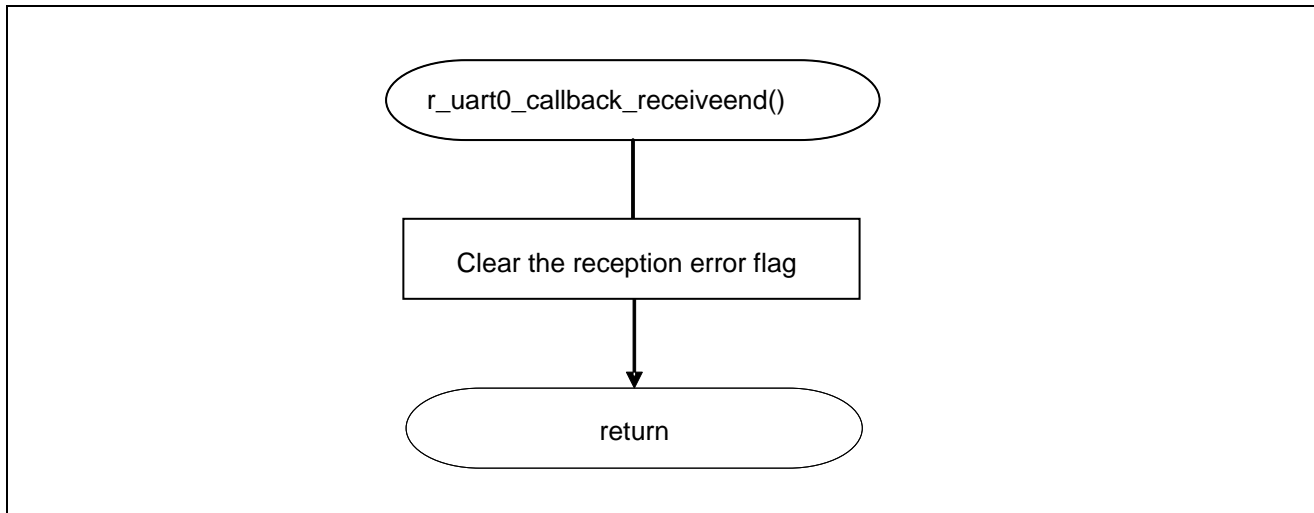 r_uart0_callback_receiveend()
Clear the reception error flag
return